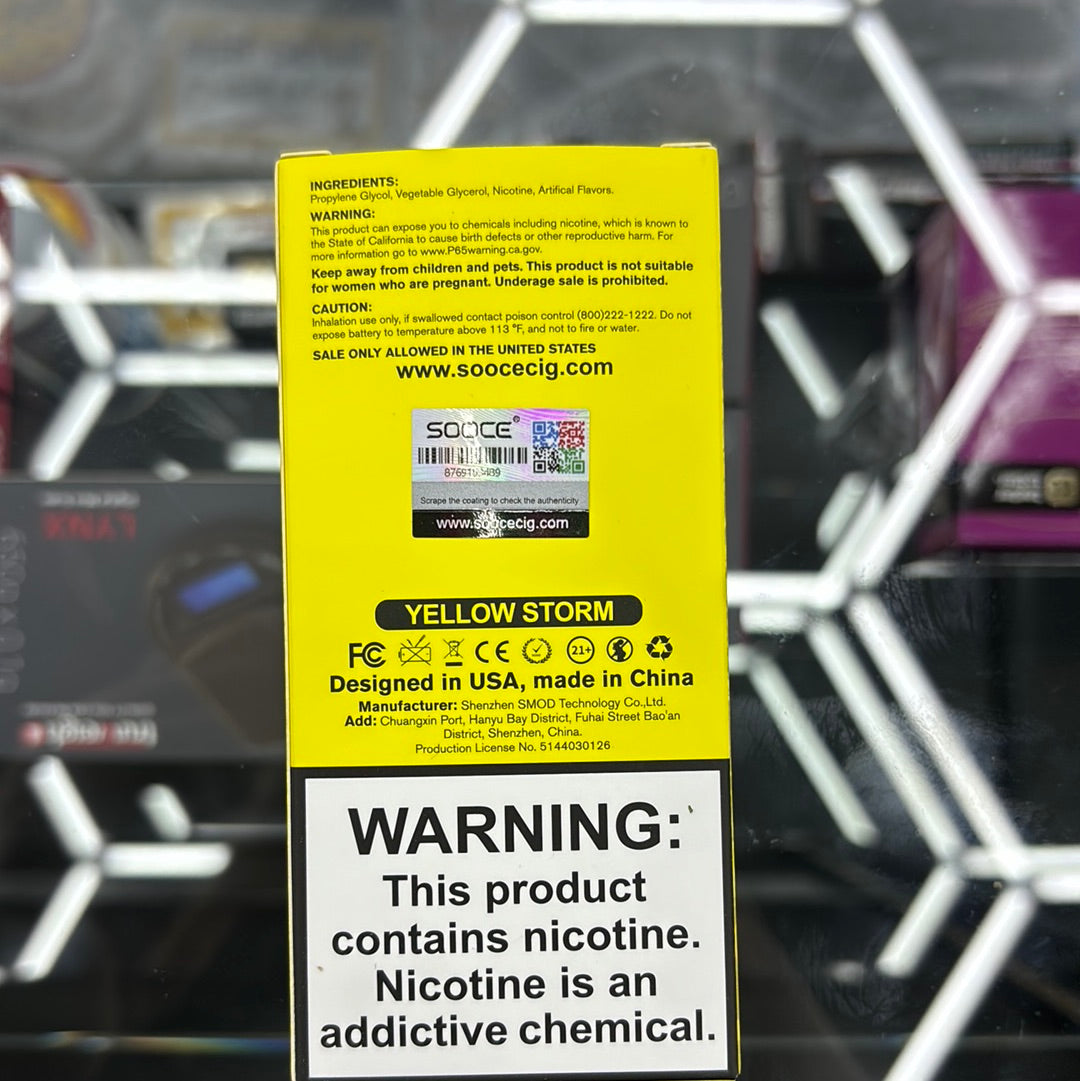 INGREDIENTS:
Propylene Glycol, Vegetable Glycerol, Nicotine, Artifical Flavors.
WARNING:
This product can expose you to chemicals including nicotine, which is known to
the State of California to cause birth defects or other reproductive harm. For
more information go to www.P65warning.ca.gov.
Keep away from children and pets. This product is not suitable
for women who are pregnant. Underage sale is prohibited.
CAUTION:
Inhalation use only, if swallowed contact poison control (800)222-1222. Do not
expose battery to temperature above 113 °F, and not to fire or water.
SALE ONLY ALLOWED IN THE UNITED STATES
www.soocecig.com
SOOCE®
Scrape the coating to check the authenticity
www.soocecig.com
YELLOW STORM
FC CE 21+
Designed in USA, made in China
Manufacturer: Shenzhen SMOD Technology Co.,Ltd.
Add: Chuangxin Port, Hanyu Bay District, Fuhai Street Bao'an
District, Shenzhen, China.
Production License No. 5144030126
WARNING:
This product
contains nicotine.
Nicotine is an
addictive chemical.
LYNX